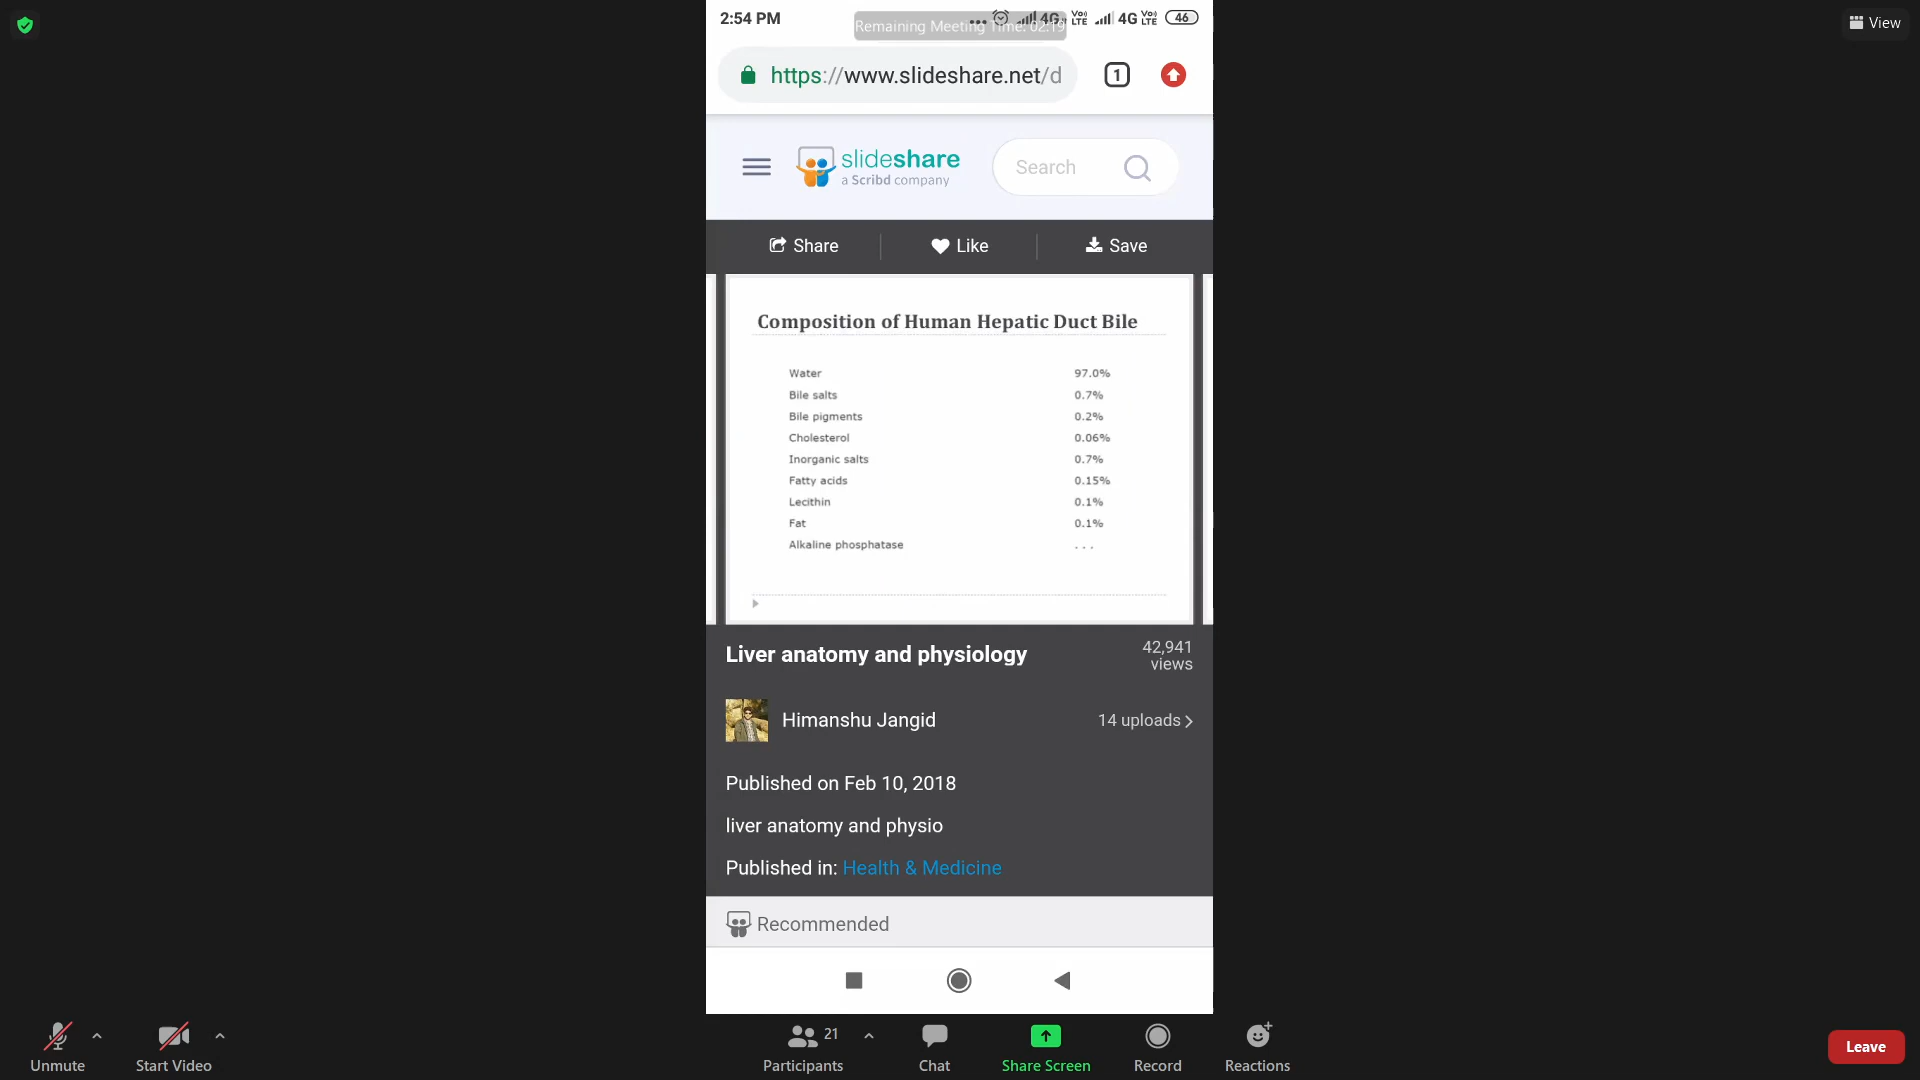 View
2:54 PM
4G
4G
46
Remaining Meeting Time: 02:19
https://www.slideshare.net/d
1
slideshare
a Scribd company
Search
Share
Like
Save
Composition of Human Hepatic Duct Bile
Water 97.0%
Bile salts 0.7%
Bile pigments 0.2%
Cholesterol 0.06%
Inorganic salts 0.7%
Fatty acids 0.15%
Lecithin 0.1%
Fat 0.1%
Alkaline phosphatase ...
Liver anatomy and physiology
42,941
views
Himanshu Jangid
14 uploads
Published on Feb 10, 2018
liver anatomy and physio
Published in: Health & Medicine
Recommended
Unmute
Start Video
21
Participants
Chat
Share Screen
Record
Reactions
Leave